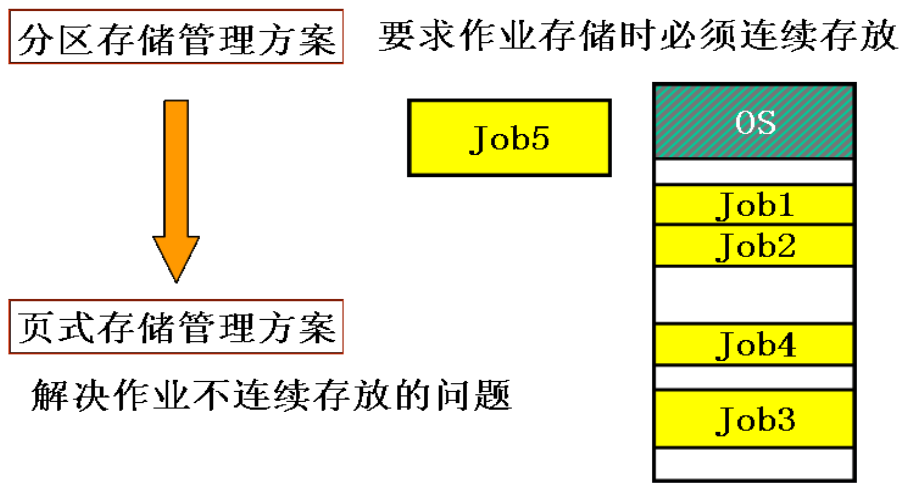 分区存储管理方案
要求作业存储时必须连续存放
Job5
OS
Job1
Job2
页式存储管理方案
Job4
解决作业不连续存放的问题
Job3